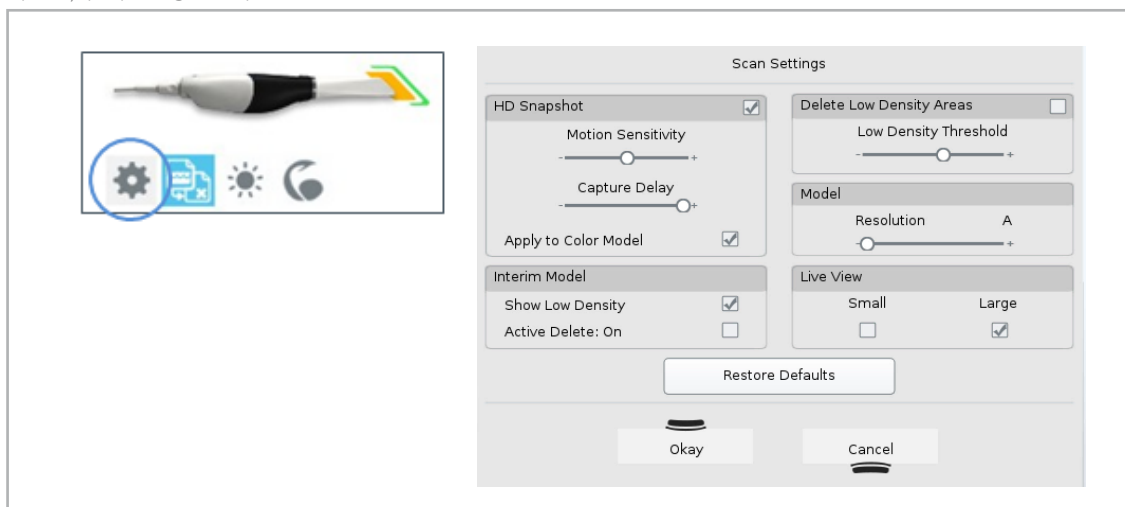 Scan Settings
HD Snapshot
Motion Sensitivity
- +
Capture Delay
- +
Apply to Color Model
Interim Model
Show Low Density
Active Delete: On
Delete Low Density Areas
Low Density Threshold
- +
Model
Resolution A
- +
Live View
Small Large
Restore Defaults
Okay Cancel